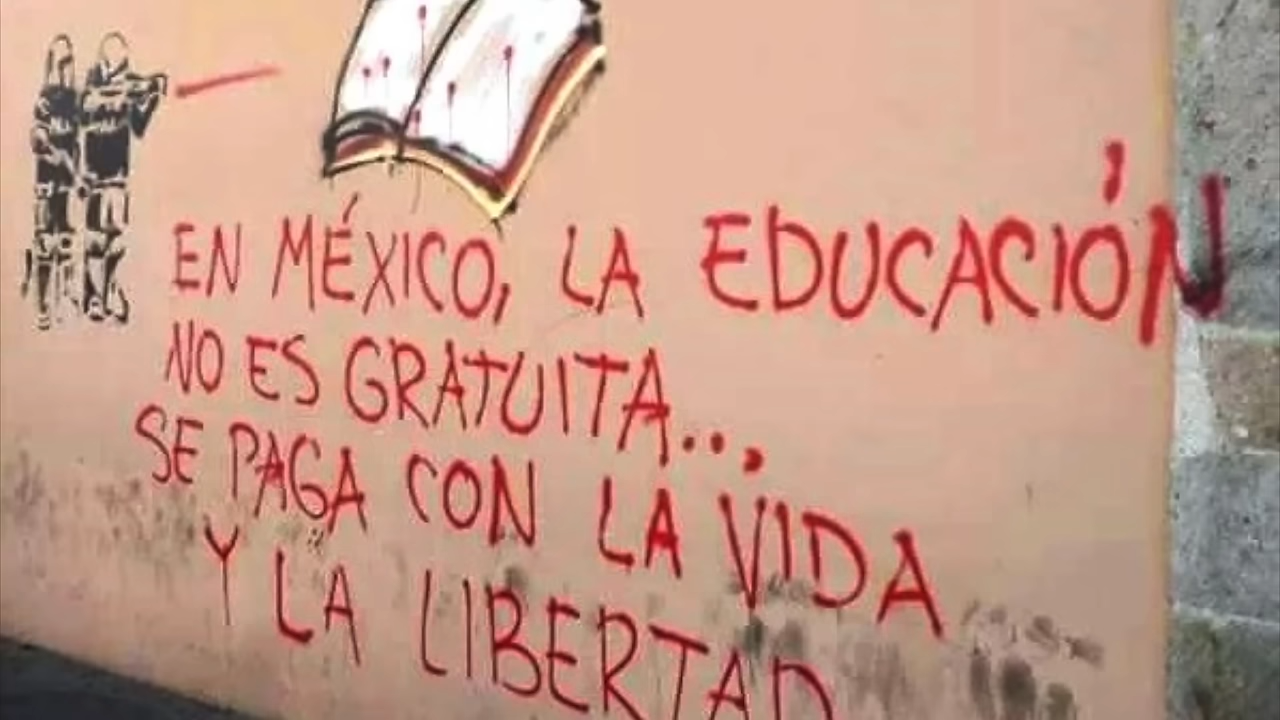 EN MÉXICO, LA EDUCACIÓN
NO ES GRATUITA...
SE PAGA CON LA VIDA
Y LA LIBERTAD